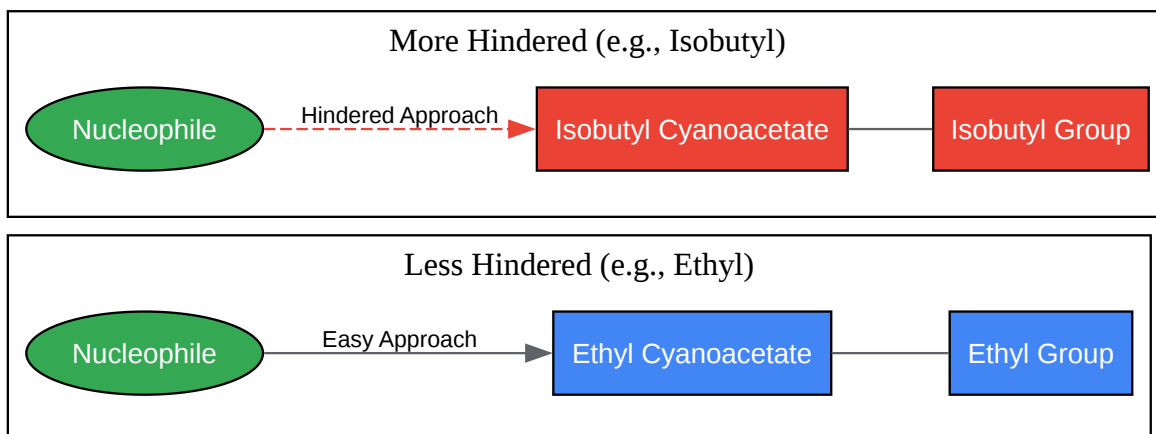 More Hindered (e.g., Isobutyl)
Nucleophile
Hindered Approach
Isobutyl Cyanoacetate
Isobutyl Group
Less Hindered (e.g., Ethyl)
Nucleophile
Easy Approach
Ethyl Cyanoacetate
Ethyl Group